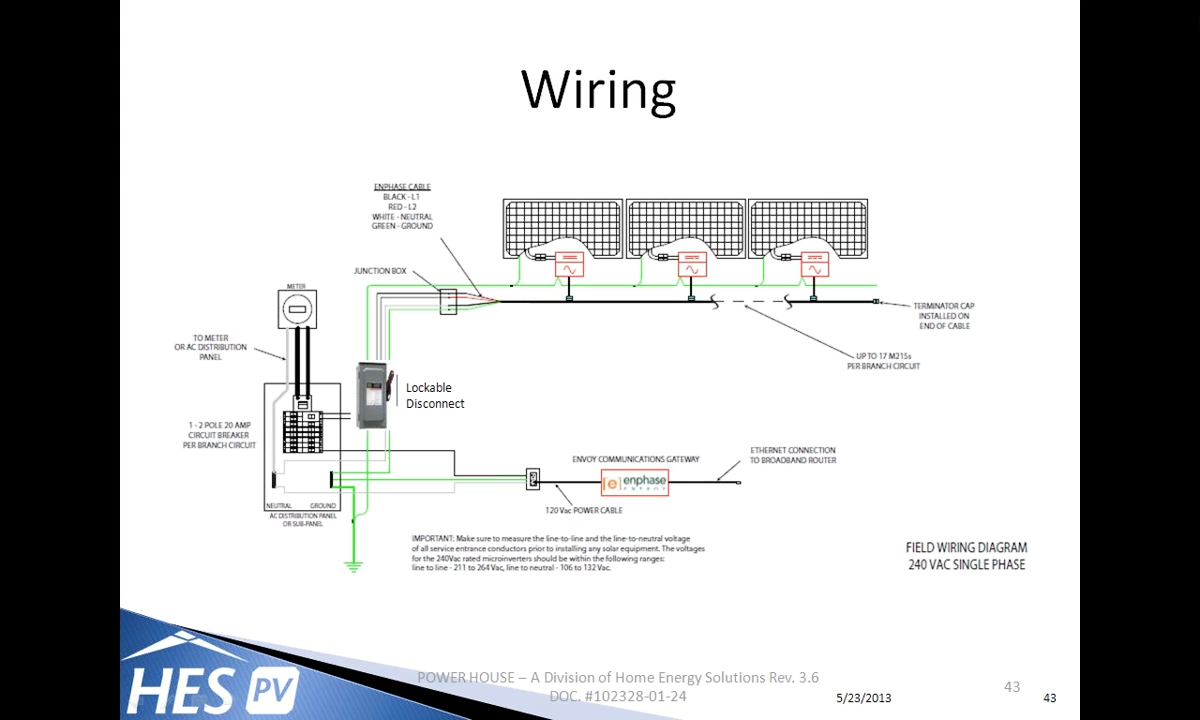 Wiring
ENPHASE CABLE
BLACK - L1
RED - L2
WHITE - NEUTRAL
GREEN - GROUND
JUNCTION BOX
METER
TO METER
OR AC DISTRIBUTION
PANEL
TERMINATOR CAP
INSTALLED ON
END OF CABLE
UP TO 17 M215s
PER BRANCH CIRCUIT
Lockable
Disconnect
1 - 2 POLE 20 AMP
CIRCUIT BREAKER
PER BRANCH CIRCUIT
ENVOY COMMUNICATIONS GATEWAY
ETHERNET CONNECTION
TO BROADBAND ROUTER
[e] enphase
ENERGY
120 Vac POWER CABLE
NEUTRAL
GROUND
AC DISTRIBUTION PANEL
OR SUB-PANEL
IMPORTANT: Make sure to measure the line-to-line and the line-to-neutral voltage
of all service entrance conductors prior to installing any solar equipment. The voltages
for the 240Vac rated microinverters should be within the following ranges:
line to line - 211 to 264 Vac, line to neutral - 106 to 132 Vac.
FIELD WIRING DIAGRAM
240 VAC SINGLE PHASE
HES PV
POWER HOUSE – A Division of Home Energy Solutions Rev. 3.6
DOC. #102328-01-24
5/23/2013
43
43